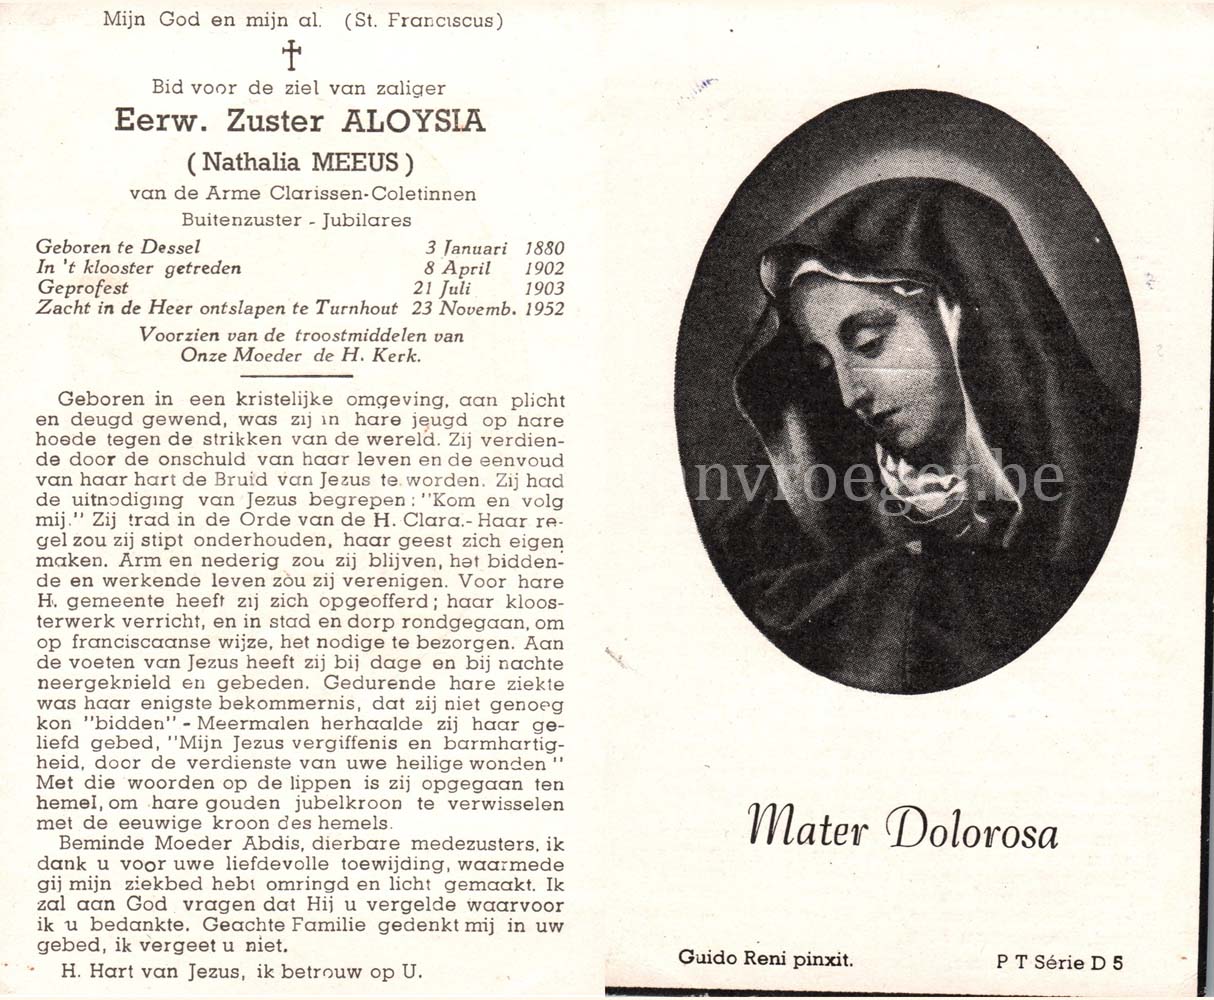 Mijn God en mijn al. (St. Franciscus)
Bid voor de ziel van zaliger
Eerw. Zuster ALOYSIA
(Nathalia MEEUS)
van de Arme Clarissen-Coletinnen
Buitenzuster - Jubilares
Geboren te Dessel 3 Januari 1880
In 't klooster getreden 8 April 1902
Geprofest 21 Juli 1903
Zacht in de Heer ontslapen te Turnhout 23 Novemb. 1952
Voorzien van de troostmiddelen van
Onze Moeder de H. Kerk.
Geboren in een kristelijke omgeving, aan plicht
en deugd gewend, was zij in hare jeugd op hare
hoede tegen de strikken van de wereld. Zij verdien-
de door de onschuld van haar leven en de eenvoud
van haar hart de Bruid van Jezus te worden. Zij had
de uitnodiging van Jezus begrepen: "Kom en volg
mij." Zij trad in de Orde van de H. Clara.- Haar re-
gel zou zij stipt onderhouden, haar geest zich eigen
maken. Arm en nederig zou zij blijven, het bidden-
de en werkende leven zou zij verenigen. Voor hare
H. gemeente heeft zij zich opgeofferd; haar kloos-
terwerk verricht, en in stad en dorp rondgegaan, om
op franciscaanse wijze, het nodige te bezorgen. Aan
de voeten van Jezus heeft zij bij dage en bij nachte
neergeknield en gebeden. Gedurende hare ziekte
was haar enigste bekommernis, dat zij niet genoeg
kon "bidden" - Meermalen herhaalde zij haar ge-
liefd gebed, "Mijn Jezus vergiffenis en barmhartig-
heid, door de verdienste van uwe heilige wonden"
Met die woorden op de lippen is zij opgegaan ten
hemel, om hare gouden jubelkroon te verwisselen
met de eeuwige kroon des hemels.
Beminde Moeder Abdis, dierbare medezusters, ik
dank u voor uwe liefdevolle toewijding, waarmede
gij mijn ziekbed hebt omringd en licht gemaakt. Ik
zal aan God vragen dat Hij u vergelde waarvoor
ik u bedankte. Geachte Familie gedenkt mij in uw
gebed, ik vergeet u niet.
H. Hart van Jezus, ik betrouw op U.
Mater Dolorosa
Guido Reni pinxit.
P T Série D 5